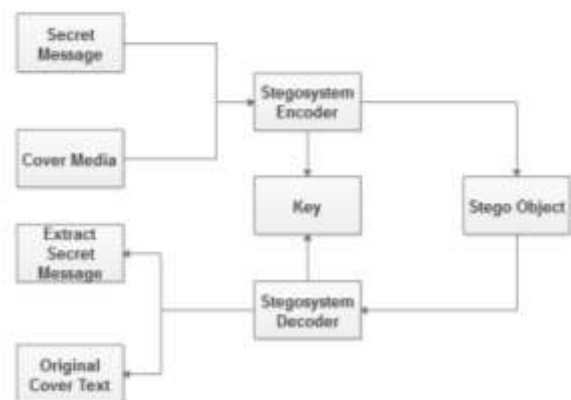 Secret
Message
Stegosystem
Encoder
Cover Media
Key
Stego Object
Extract
Secret
Message
Stegosystem
Decoder
Original
Cover Text